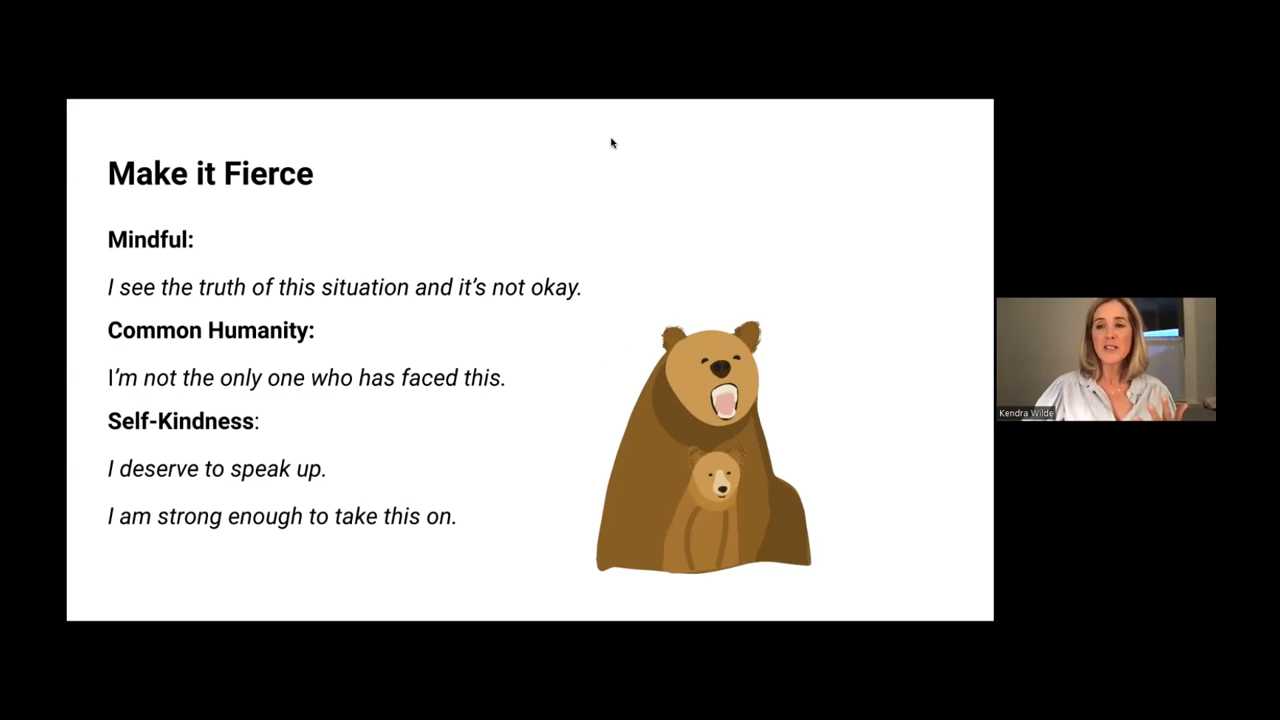 Make it Fierce
Mindful:
I see the truth of this situation and it’s not okay.
Common Humanity:
I’m not the only one who has faced this.
Self-Kindness:
I deserve to speak up.
I am strong enough to take this on.
Kendra Wilde